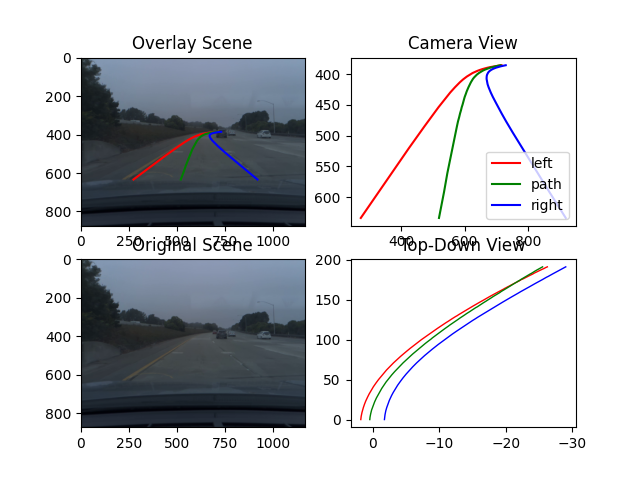 Overlay Scene
0
200
400
600
800
0 250 500 750 1000
Camera View
400
450
500
550
600
400 600 800
left
path
right
Original Scene
0
200
400
600
800
0 250 500 750 1000
Top-Down View
200
150
100
50
0
0 −10 −20 −30